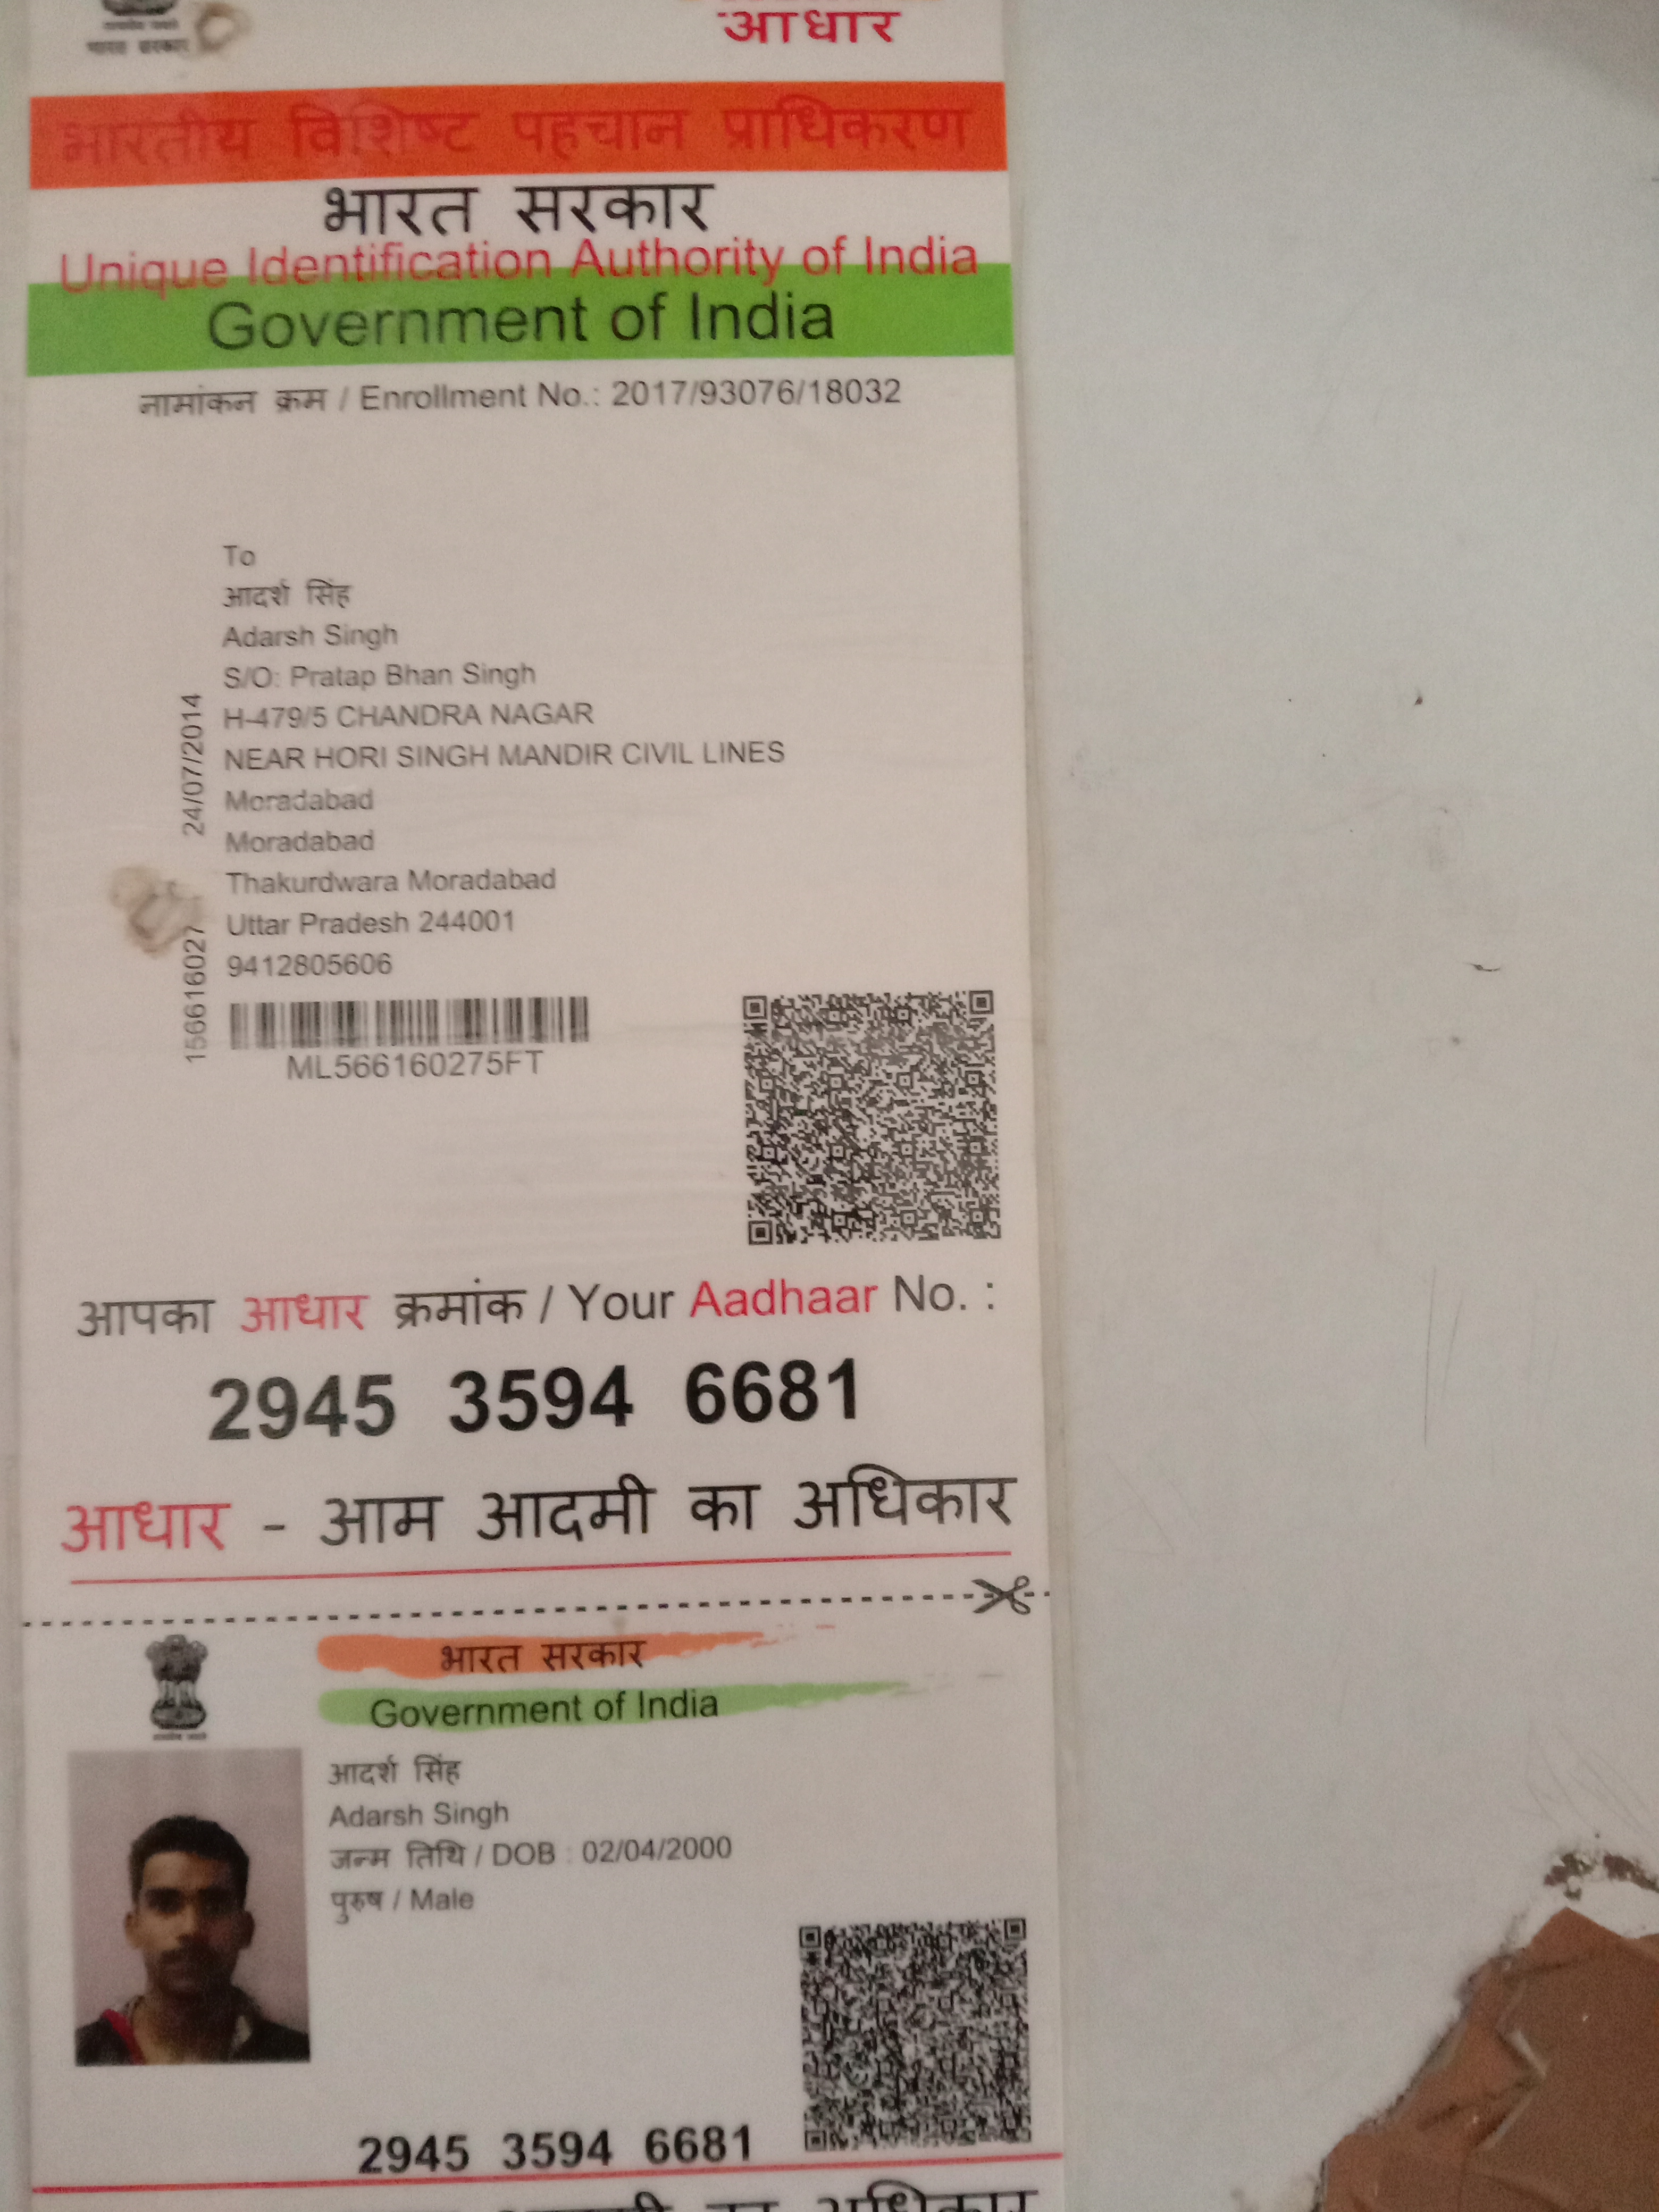 भारत सरकार
आधार
भारतीय विशिष्ट पहचान प्राधिकरण
भारत सरकार
Unique Identification Authority of India
Government of India
नामांकन क्रम / Enrollment No.: 2017/93076/18032
To
आदर्श सिंह
Adarsh Singh
S/O: Pratap Bhan Singh
H-479/5 CHANDRA NAGAR
NEAR HORI SINGH MANDIR CIVIL LINES
Moradabad
Moradabad
Thakurdwara Moradabad
Uttar Pradesh 244001
9412805606
24/07/2014
ML566160275FT
आपका आधार क्रमांक / Your Aadhaar No. :
2945 3594 6681
आधार - आम आदमी का अधिकार
भारत सरकार
Government of India
आदर्श सिंह
Adarsh Singh
जन्म तिथि / DOB : 02/04/2000
पुरुष / Male
2945 3594 6681